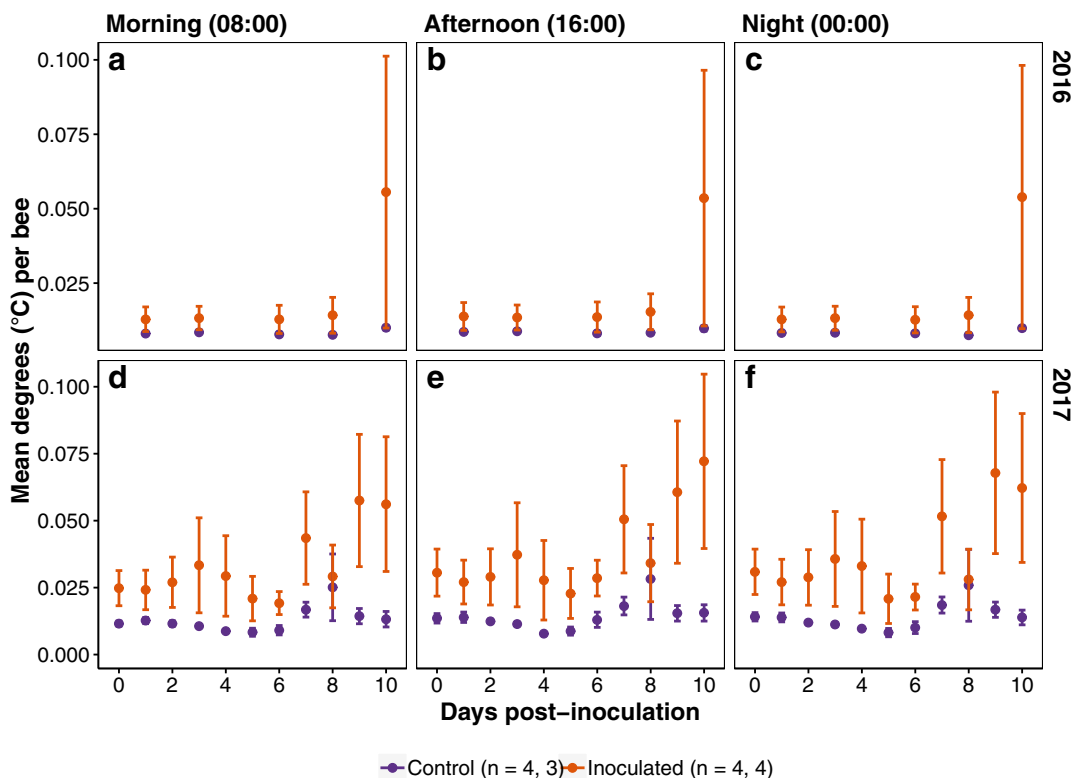 Morning (08:00) Afternoon (16:00) Night (00:00)
a b c
2016
0.100
0.075
0.050
0.025
Mean degrees (°C) per bee
d e f
2017
0.100
0.075
0.050
0.025
0.000
0 2 4 6 8 10 0 2 4 6 8 10 0 2 4 6 8 10
Days post−inoculation
Control (n = 4, 3) Inoculated (n = 4, 4)